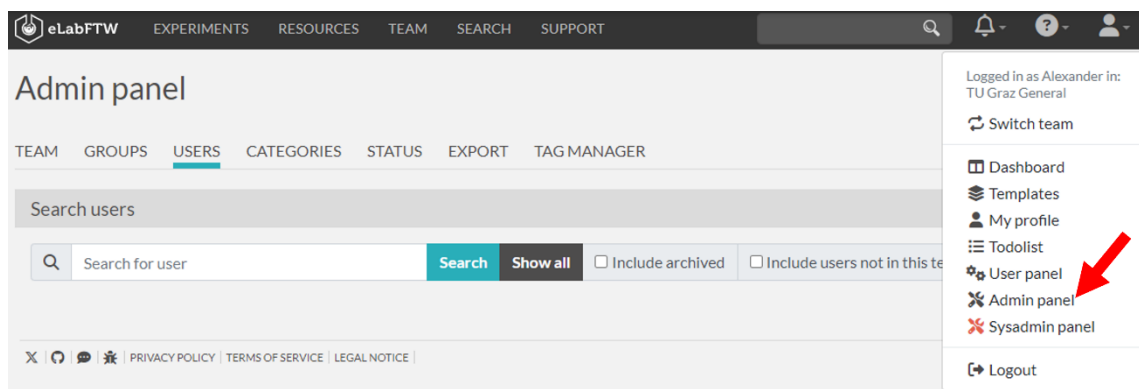 eLabFTW EXPERIMENTS RESOURCES TEAM SEARCH SUPPORT
Admin panel
TEAM GROUPS USERS CATEGORIES STATUS EXPORT TAG MANAGER
Search users
Search for user Search Show all Include archived Include users not in this te
PRIVACY POLICY TERMS OF SERVICE LEGAL NOTICE
Logged in as Alexander in:
TU Graz General
Switch team
Dashboard
Templates
My profile
Todolist
User panel
Admin panel
Sysadmin panel
Logout